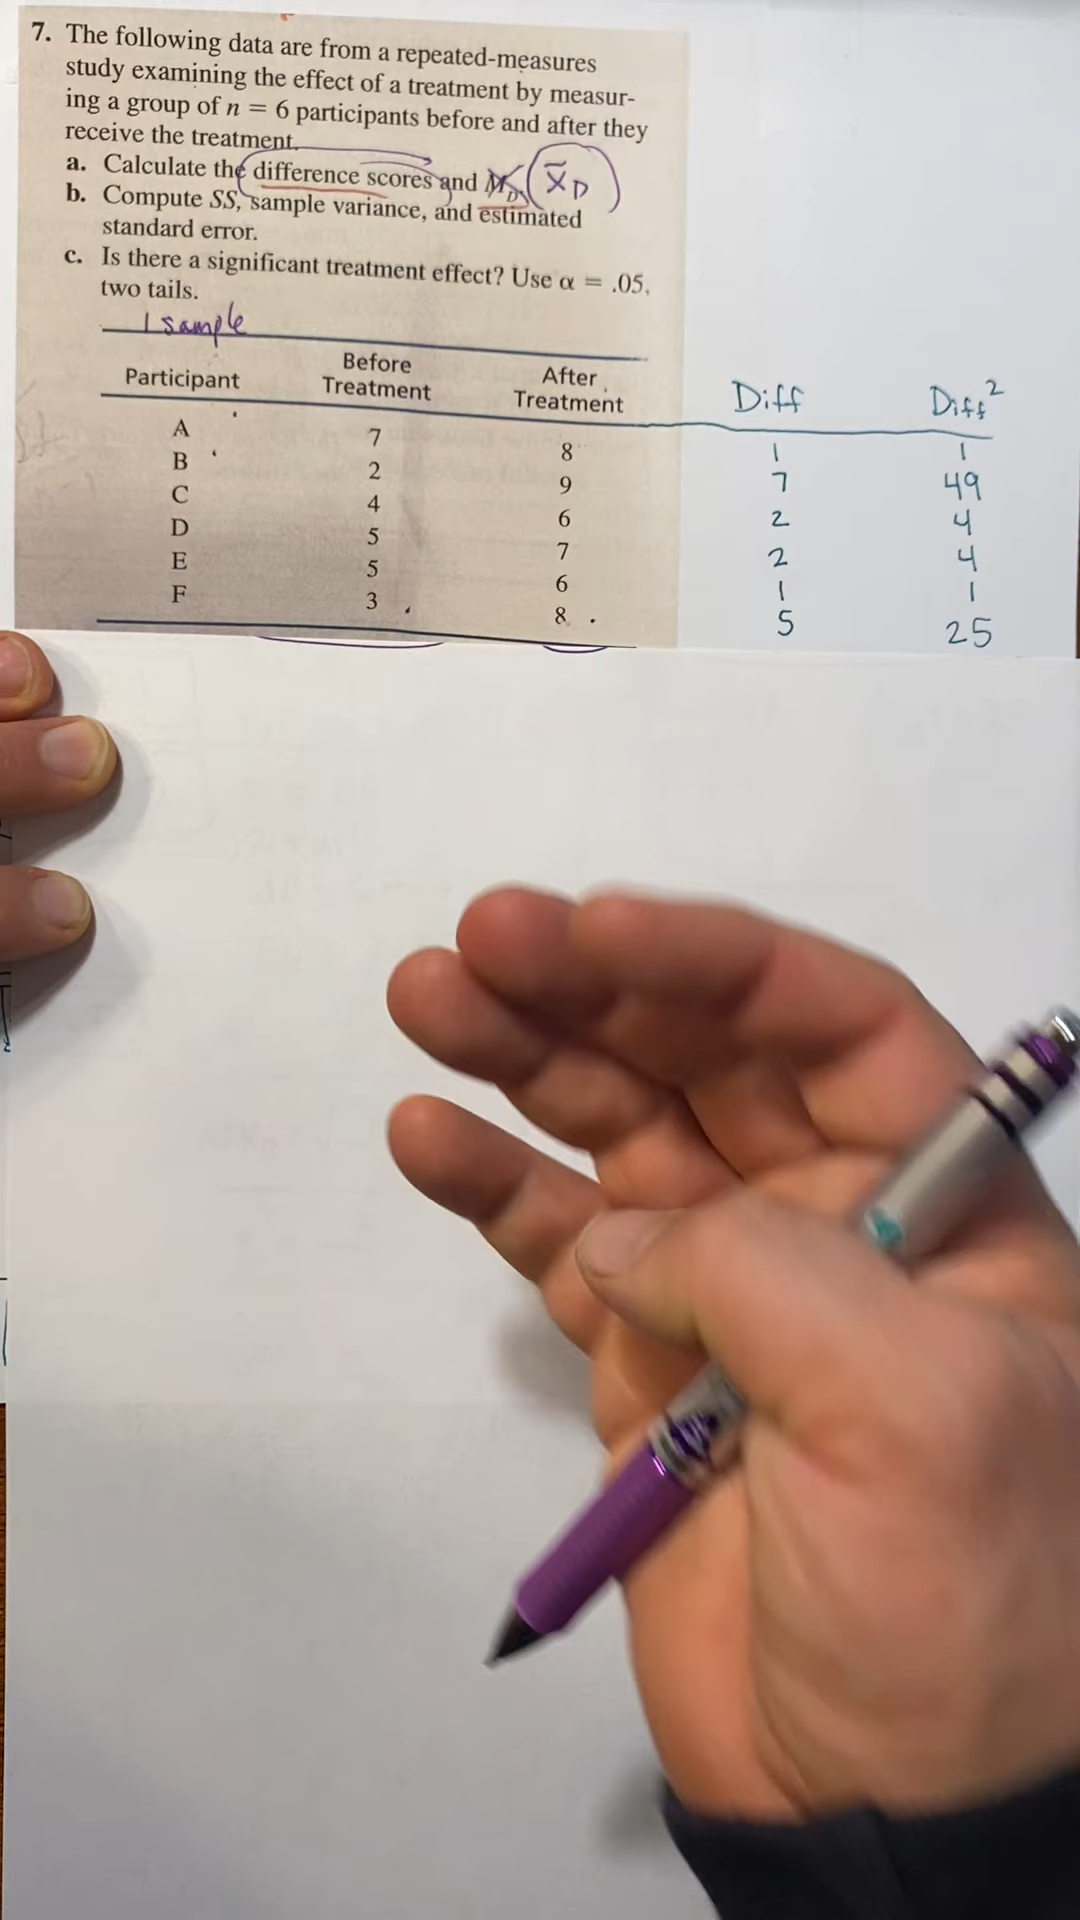 7. The following data are from a repeated-measures
study examining the effect of a treatment by measur-
ing a group of n = 6 participants before and after they
receive the treatment.
a. Calculate the difference scores and M_D. X̄_D
b. Compute SS, sample variance, and estimated
standard error.
c. Is there a significant treatment effect? Use α = .05,
two tails.
1 sample
Participant Before Treatment After Treatment Diff Diff²
A 7 8 1 1
B 2 9 7 49
C 4 6 2 4
D 5 7 2 4
E 5 6 1 1
F 3 8 5 25